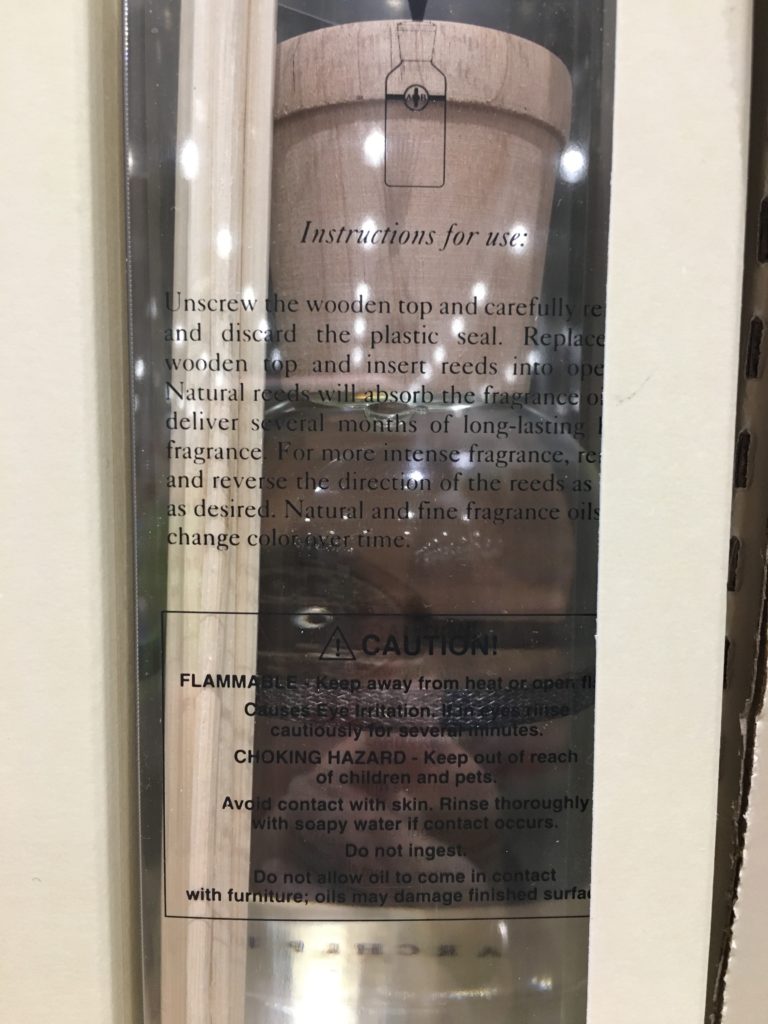 AB
Instructions for use:
Unscrew the wooden top and carefully re
and discard the plastic seal. Replace
wooden top and insert reeds into ope
Natural reeds will absorb the fragrance o
deliver several months of long-lasting
fragrance. For more intense fragrance, re
and reverse the direction of the reeds as
as desired. Natural and fine fragrance oils
change color over time.
CAUTION!
FLAMMABLE - Keep away from heat or open fl
Causes Eye Irritation. If in eyes rinse
cautiously for several minutes.
CHOKING HAZARD - Keep out of reach
of children and pets.
Avoid contact with skin. Rinse thoroughly
with soapy water if contact occurs.
Do not ingest.
Do not allow oil to come in contact
with furniture; oils may damage finished surfa